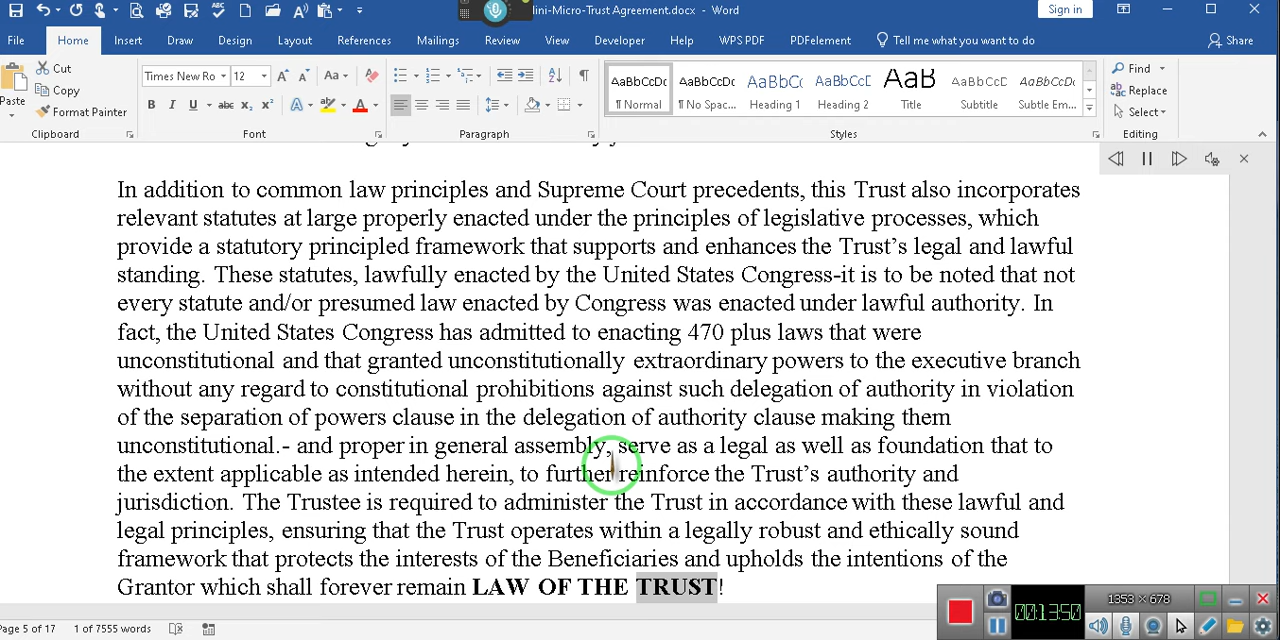 lini-Micro-Trust Agreement.docx - Word
Sign in
File Home Insert Draw Design Layout References Mailings Review View Developer Help WPS PDF PDFelement Tell me what you want to do Share
Paste
Cut
Copy
Format Painter
Clipboard
Times New Ro 12
Font
Paragraph
AaBbCcDc AaBbCcDc AaBbCc AaBbCcD AaB AaBbCcD AaBbCcDc
¶ Normal ¶ No Spac... Heading 1 Heading 2 Title Subtitle Subtle Em...
Styles
Find
Replace
Select
Editing
In addition to common law principles and Supreme Court precedents, this Trust also incorporates
relevant statutes at large properly enacted under the principles of legislative processes, which
provide a statutory principled framework that supports and enhances the Trust’s legal and lawful
standing. These statutes, lawfully enacted by the United States Congress-it is to be noted that not
every statute and/or presumed law enacted by Congress was enacted under lawful authority. In
fact, the United States Congress has admitted to enacting 470 plus laws that were
unconstitutional and that granted unconstitutionally extraordinary powers to the executive branch
without any regard to constitutional prohibitions against such delegation of authority in violation
of the separation of powers clause in the delegation of authority clause making them
unconstitutional.- and proper in general assembly, serve as a legal as well as foundation that to
the extent applicable as intended herein, to further reinforce the Trust’s authority and
jurisdiction. The Trustee is required to administer the Trust in accordance with these lawful and
legal principles, ensuring that the Trust operates within a legally robust and ethically sound
framework that protects the interests of the Beneficiaries and upholds the intentions of the
Grantor which shall forever remain LAW OF THE TRUST!
1353 × 678
00:13:50
Page 5 of 17 1 of 7555 words